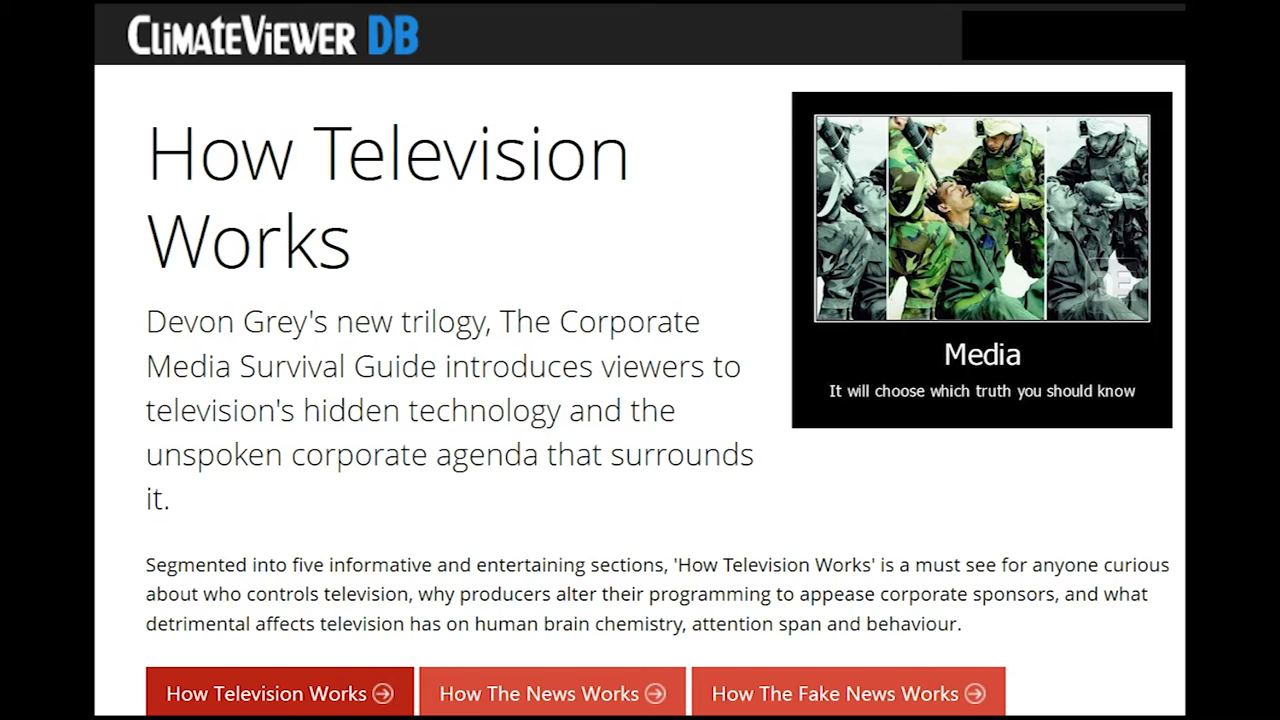 CLiMATEViEWER DB
How Television
Works
Devon Grey's new trilogy, The Corporate
Media Survival Guide introduces viewers to
television's hidden technology and the
unspoken corporate agenda that surrounds
it.
Media
It will choose which truth you should know
Segmented into five informative and entertaining sections, 'How Television Works' is a must see for anyone curious
about who controls television, why producers alter their programming to appease corporate sponsors, and what
detrimental affects television has on human brain chemistry, attention span and behaviour.
How Television Works
How The News Works
How The Fake News Works